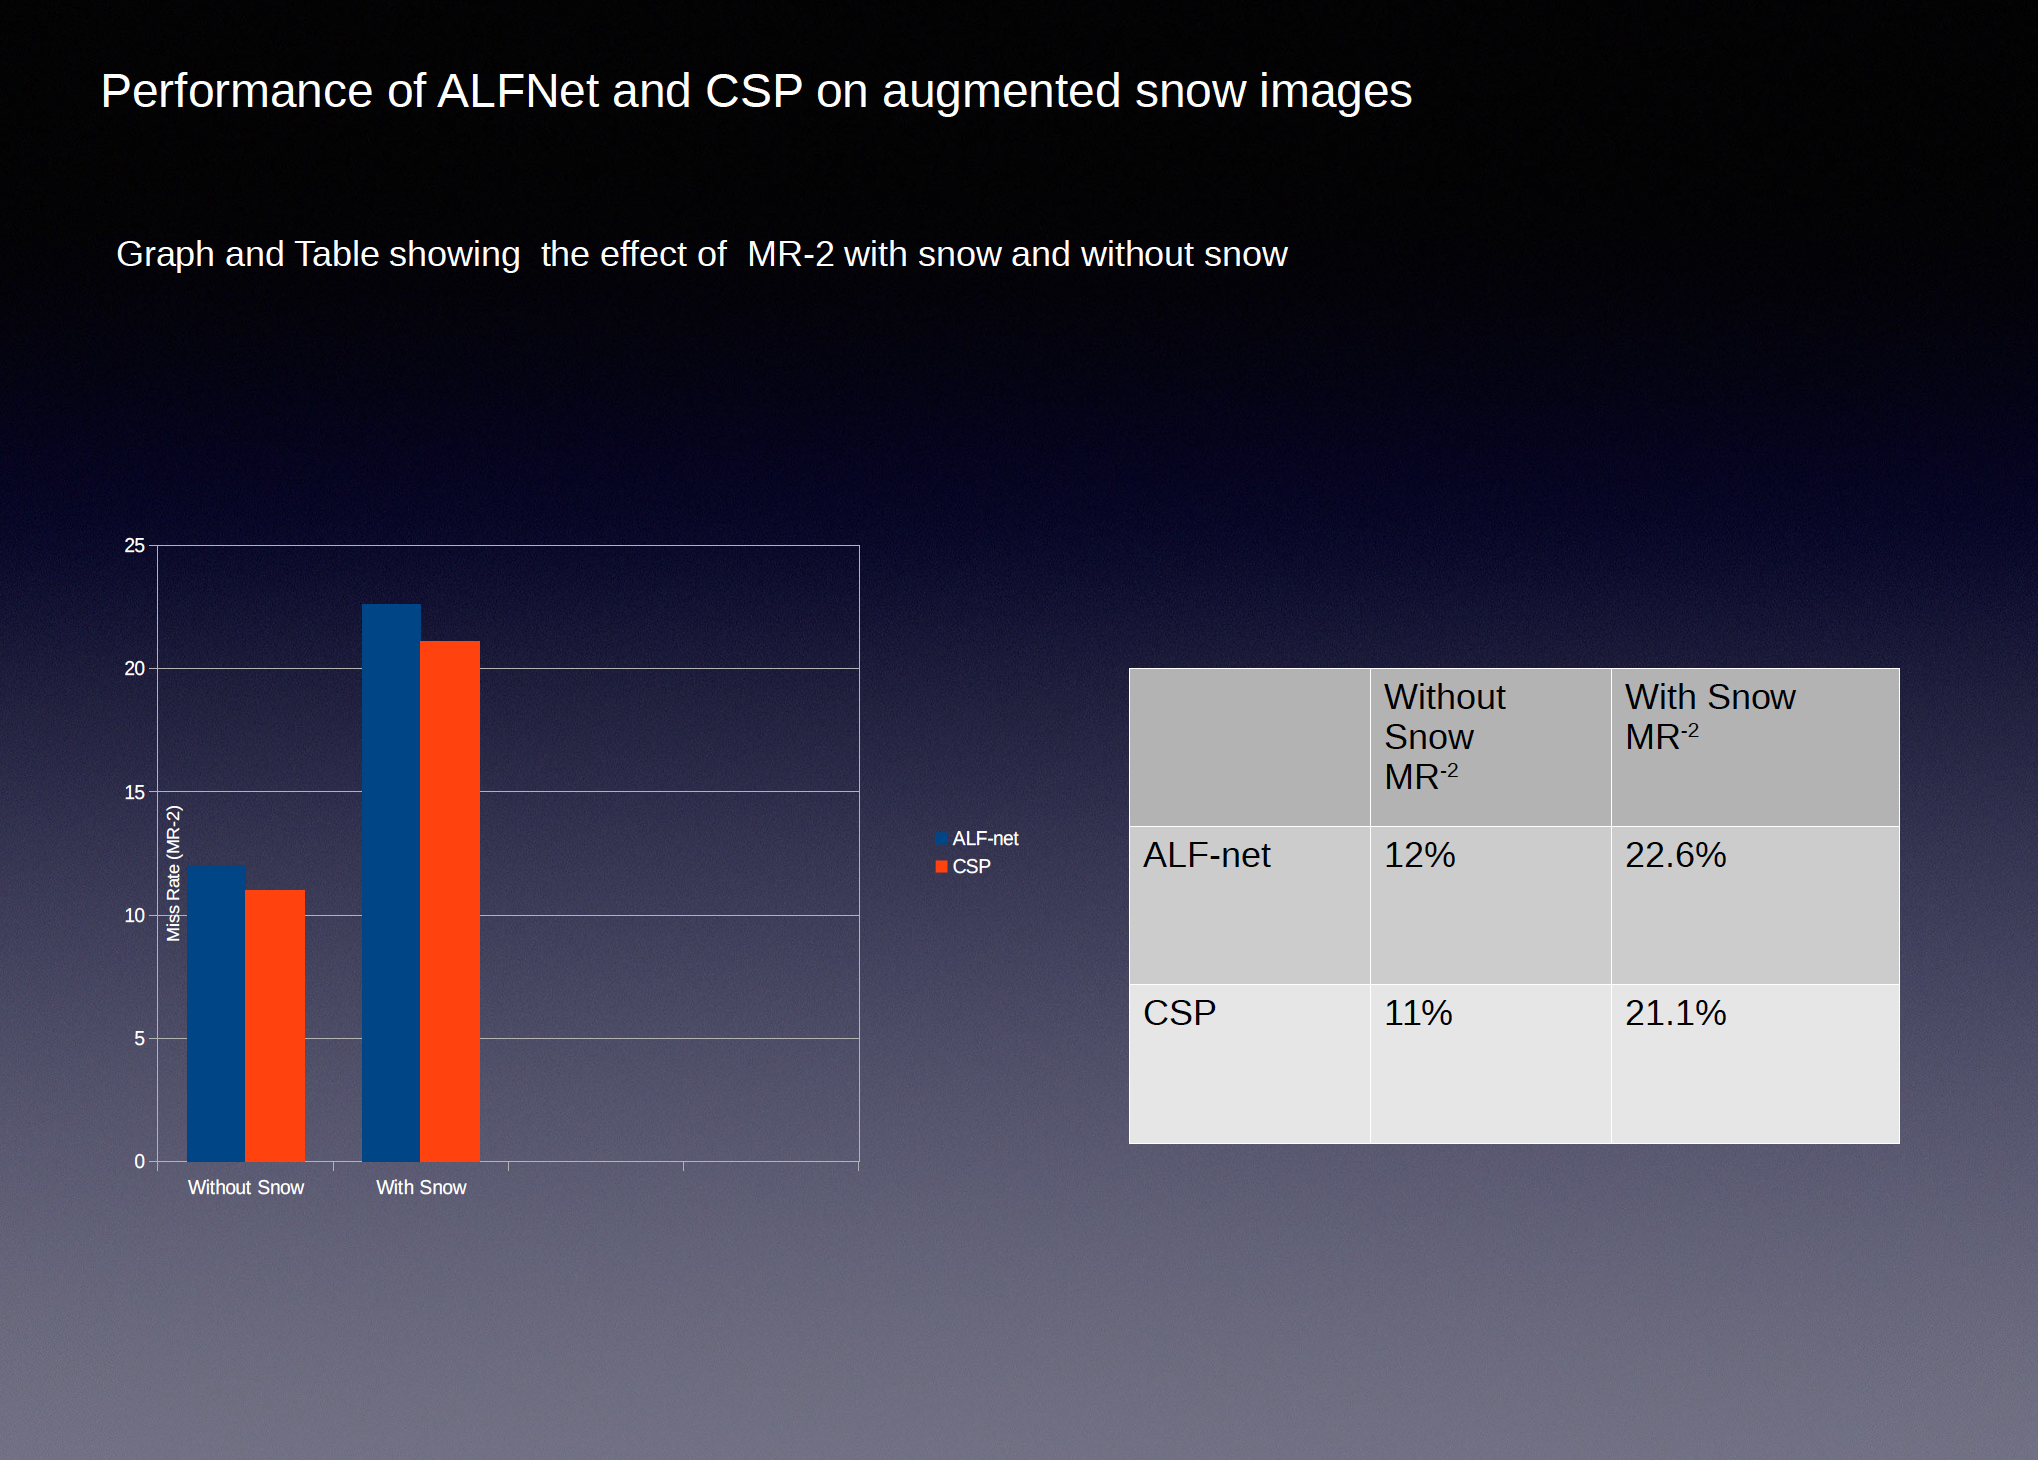 Performance of ALFNet and CSP on augmented snow images
Graph and Table showing  the effect of  MR-2 with snow and without snow
25
20
15
10
5
0
Miss Rate (MR-2)
Without Snow
With Snow
ALF-net
CSP
Without
Snow
MR-2
With Snow
MR-2
ALF-net
12%
22.6%
CSP
11%
21.1%